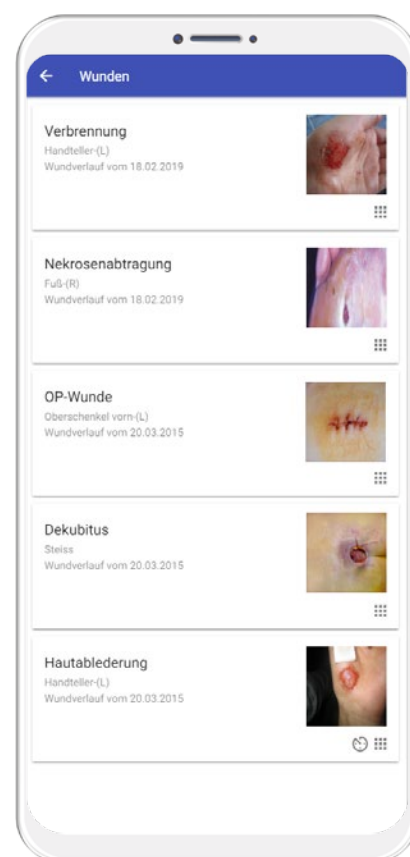 Wunden
Verbrennung
Handteller-(L)
Wundverlauf vom 18.02.2019
Nekrosenabtragung
Fuß-(R)
Wundverlauf vom 18.02.2019
OP-Wunde
Oberschenkel vorn-(L)
Wundverlauf vom 20.03.2015
Dekubitus
Steiss
Wundverlauf vom 20.03.2015
Hautablederung
Handteller-(L)
Wundverlauf vom 20.03.2015